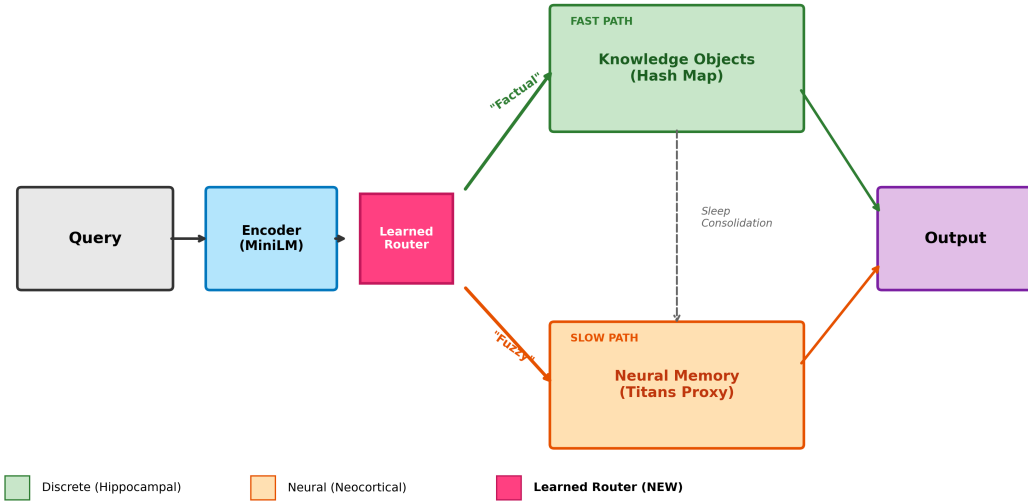 FAST PATH
Knowledge Objects
(Hash Map)
"Factual"
Query
Encoder
(MiniLM)
Learned
Router
Sleep
Consolidation
Output
"Fuzzy"
SLOW PATH
Neural Memory
(Titans Proxy)
Discrete (Hippocampal)
Neural (Neocortical)
Learned Router (NEW)